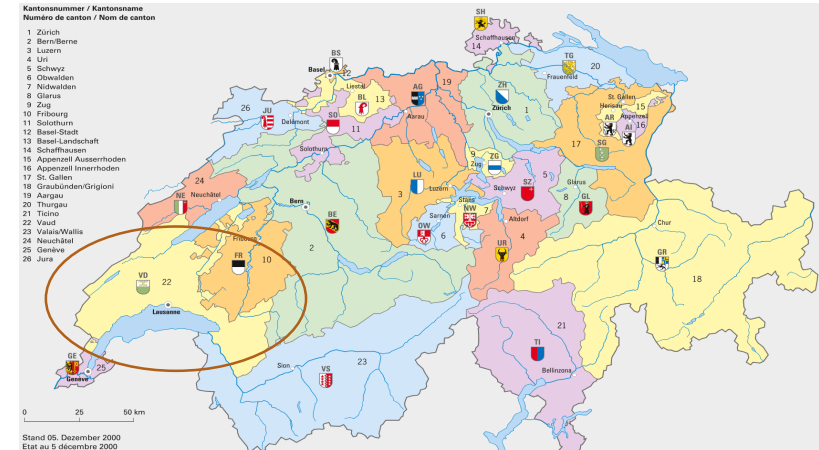 Kantonsnummer / Kantonsname
Numéro de canton / Nom de canton
1 Zürich
2 Bern/Berne
3 Luzern
4 Uri
5 Schwyz
6 Obwalden
7 Nidwalden
8 Glarus
9 Zug
10 Fribourg
11 Solothurn
12 Basel-Stadt
13 Basel-Landschaft
14 Schaffhausen
15 Appenzell Ausserrhoden
16 Appenzell Innerrhoden
17 St. Gallen
18 Graubünden/Grigioni
19 Aargau
20 Thurgau
21 Ticino
22 Vaud
23 Valais/Wallis
24 Neuchâtel
25 Genève
26 Jura
SH
Schaffhausen
14
BS
Basel
12
TG
20
Frauenfeld
Liestal
BL
13
19
AG
Aarau
ZH
Zürich
1
St. Gallen
Herisau
15
Appenzell
AR
AI
16
26
JU
Delémont
SO
11
Solothurn
17
SG
9
ZG
Zug
24
NE
Neuchâtel
LU
3
Luzern
SZ
5
Schwyz
Glarus
8
GL
Bern
BE
2
Stans
NW
7
Sarnen
OW
6
Altdorf
UR
4
Chur
GR
18
Fribourg
FR
10
VD
22
Lausanne
GE
Genève
25
Sion
VS
23
21
TI
Bellinzona
0 25 50 km
Stand 05. Dezember 2000
Etat au 5 décembre 2000